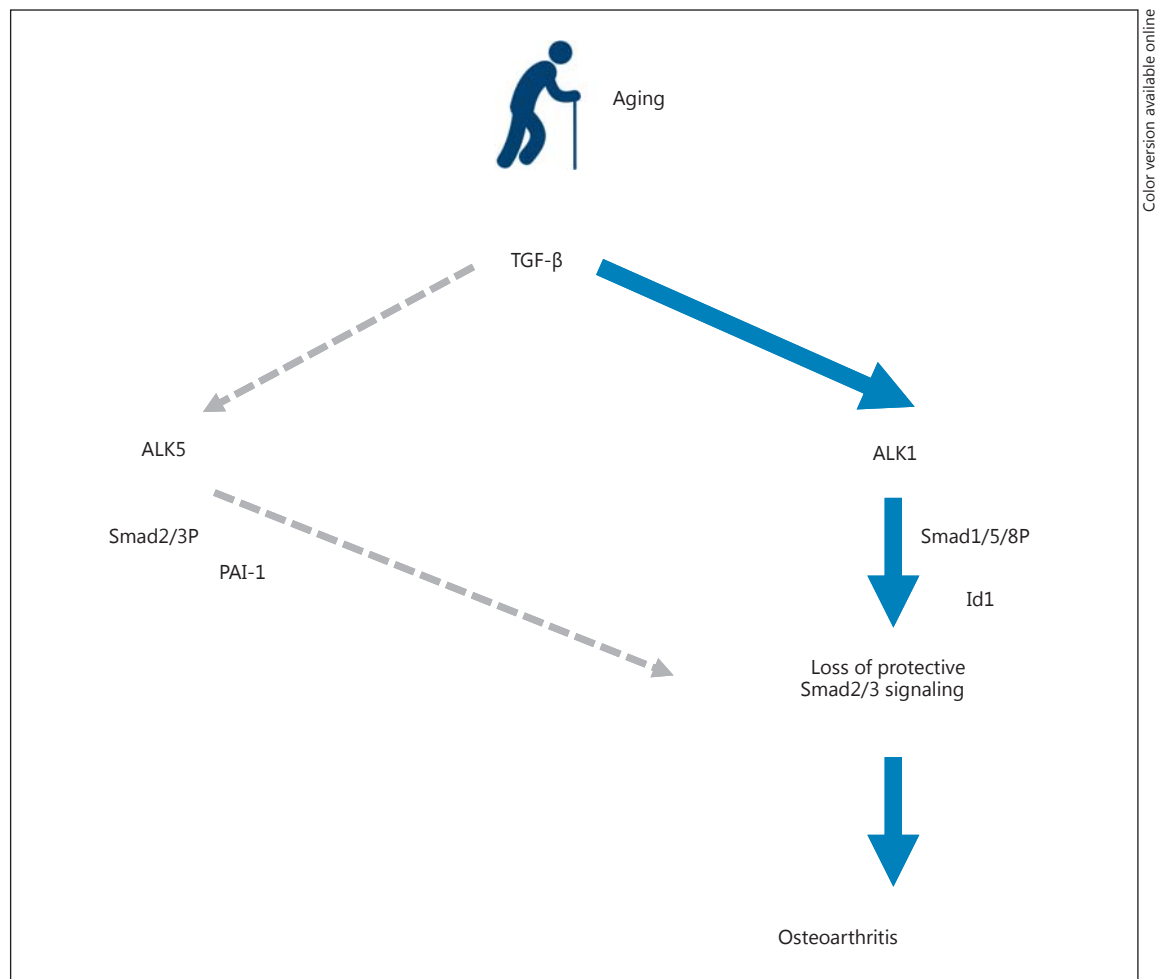 Color version available online
Aging
TGF-β
ALK5
ALK1
Smad2/3P
Smad1/5/8P
PAI-1
Id1
Loss of protective
Smad2/3 signaling
Osteoarthritis